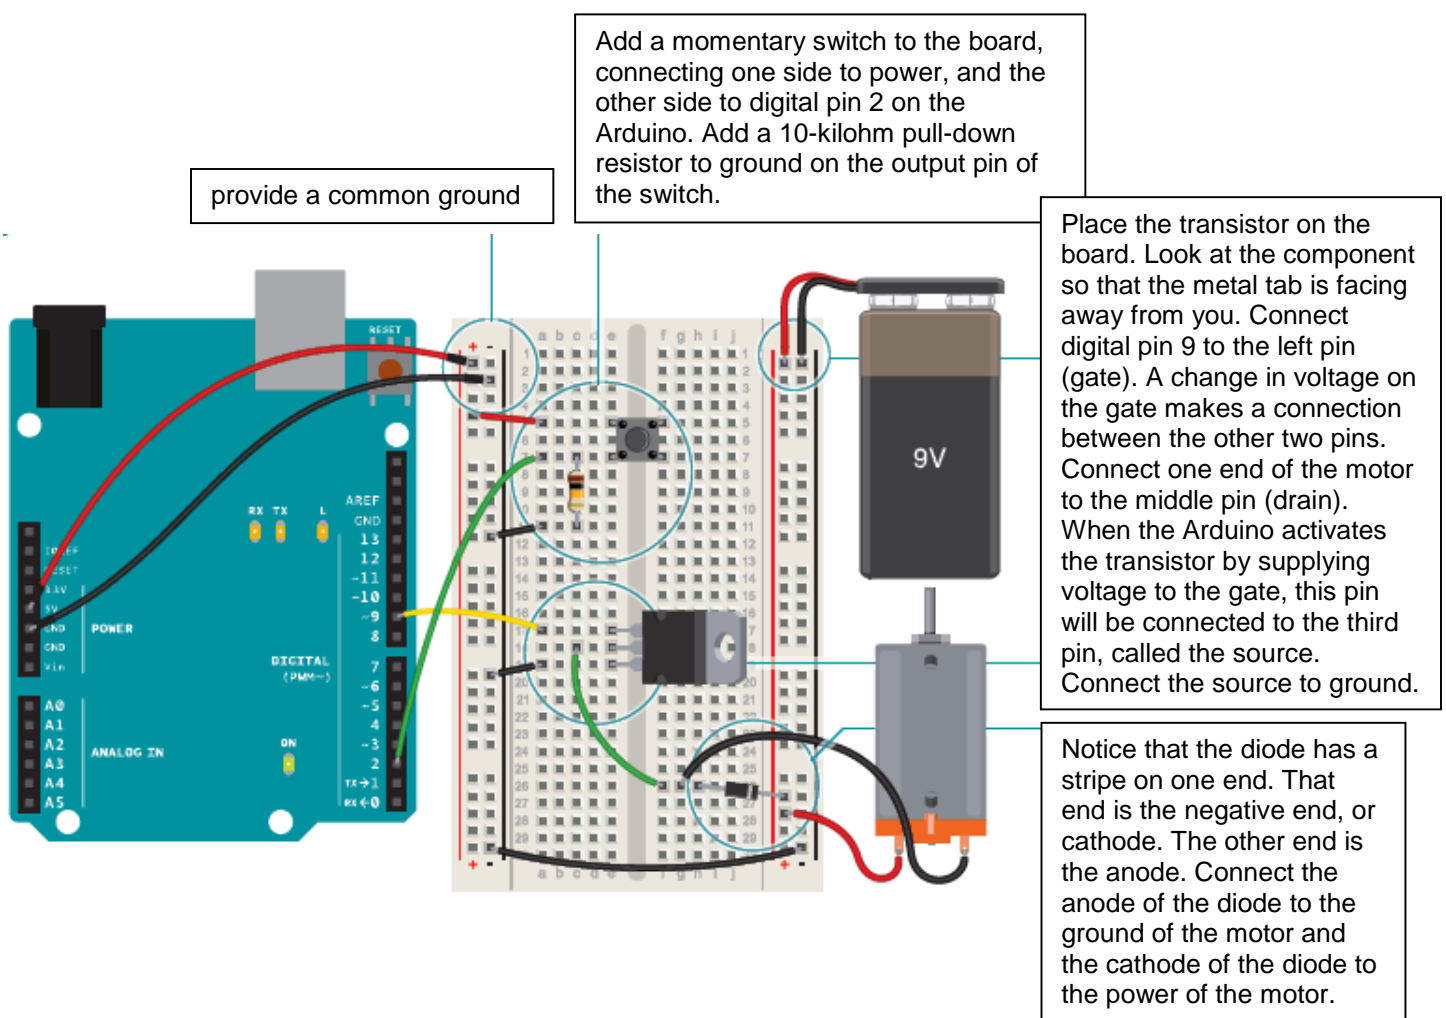 Add a momentary switch to the board,
connecting one side to power, and the
other side to digital pin 2 on the
Arduino. Add a 10-kilohm pull-down
resistor to ground on the output pin of
the switch.
provide a common ground
Place the transistor on the
board. Look at the component
so that the metal tab is facing
away from you. Connect
digital pin 9 to the left pin
(gate). A change in voltage on
the gate makes a connection
between the other two pins.
Connect one end of the motor
to the middle pin (drain).
When the Arduino activates
the transistor by supplying
voltage to the gate, this pin
will be connected to the third
pin, called the source.
Connect the source to ground.
Notice that the diode has a
stripe on one end. That
end is the negative end, or
cathode. The other end is
the anode. Connect the
anode of the diode to the
ground of the motor and
the cathode of the diode to
the power of the motor.
RESET
AREF
GND
13
12
~11
~10
~9
8
7
~6
~5
4
~3
2
TX→1
RX←0
RX TX L
5V
GND
GND
Vin
POWER
DIGITAL
(PWM~)
A0
A1
A2
A3
A4
A5
ANALOG IN
ON
9V
+ -
a b c d e
f g h i j
+ -
a b c d e